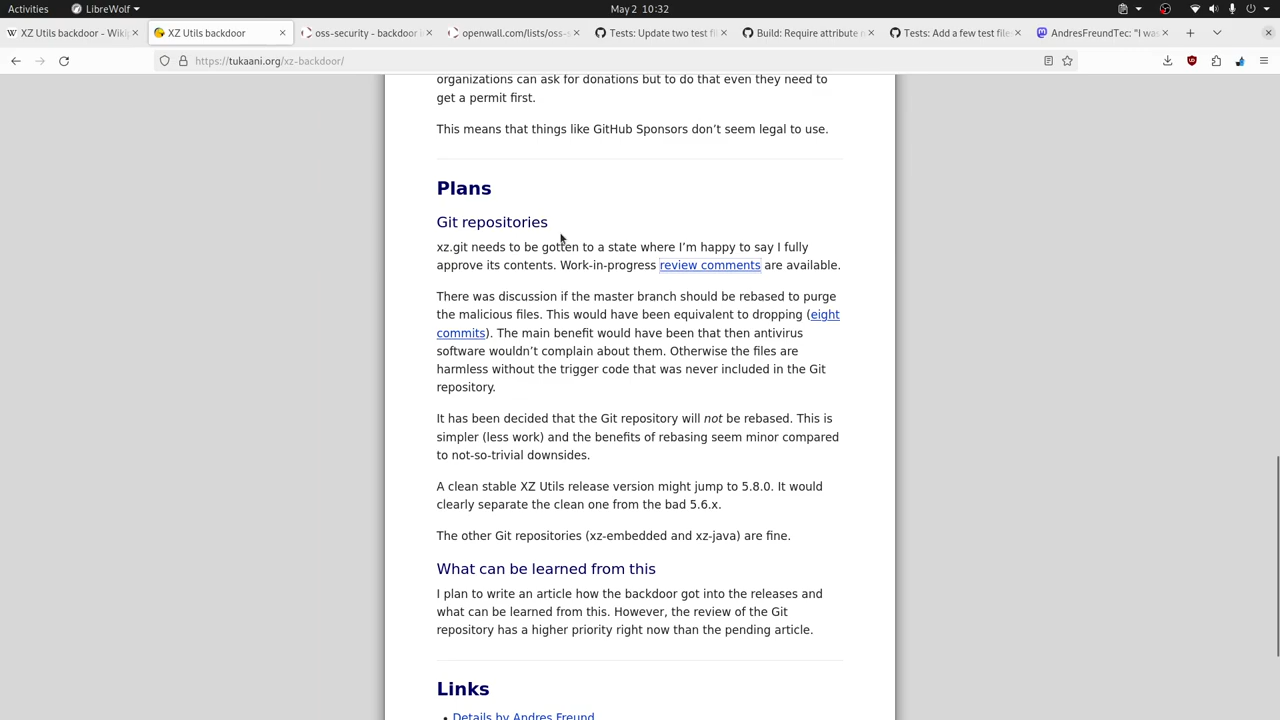 Activities LibreWolf May 2 10:32
XZ Utils backdoor - Wiki XZ Utils backdoor oss-security - backdoor i openwall.com/lists/oss-s Tests: Update two test fil Build: Require attribute n Tests: Add a few test files AndresFreundTec: "I was
https://tukaani.org/xz-backdoor/
organizations can ask for donations but to do that even they need to
get a permit first.
This means that things like GitHub Sponsors don’t seem legal to use.
Plans
Git repositories
xz.git needs to be gotten to a state where I’m happy to say I fully
approve its contents. Work-in-progress review comments are available.
There was discussion if the master branch should be rebased to purge
the malicious files. This would have been equivalent to dropping (eight
commits). The main benefit would have been that then antivirus
software wouldn’t complain about them. Otherwise the files are
harmless without the trigger code that was never included in the Git
repository.
It has been decided that the Git repository will not be rebased. This is
simpler (less work) and the benefits of rebasing seem minor compared
to not-so-trivial downsides.
A clean stable XZ Utils release version might jump to 5.8.0. It would
clearly separate the clean one from the bad 5.6.x.
The other Git repositories (xz-embedded and xz-java) are fine.
What can be learned from this
I plan to write an article how the backdoor got into the releases and
what can be learned from this. However, the review of the Git
repository has a higher priority right now than the pending article.
Links
• Details by Andres Freund